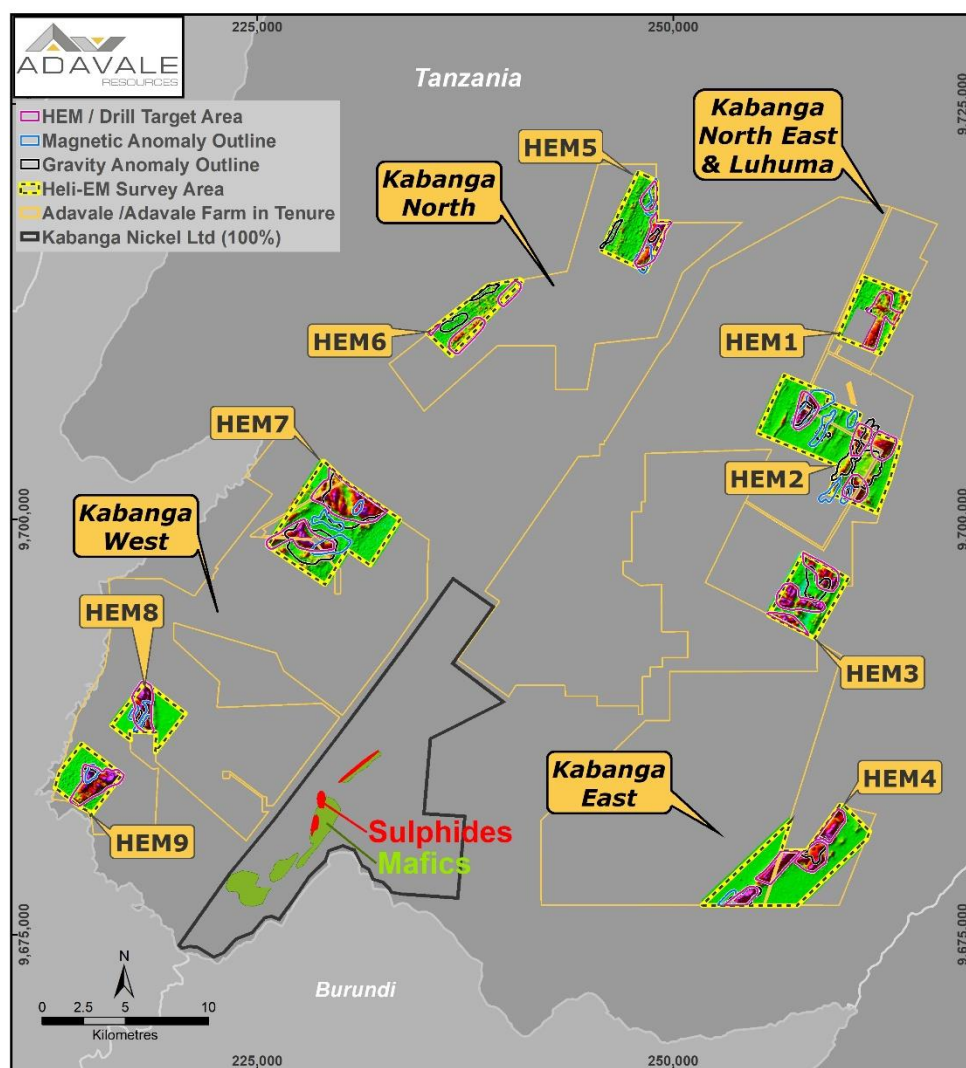 ADAVALE
RESOURCES
225,000
250,000
Tanzania
9,725,000
9,725,000
HEM / Drill Target Area
Magnetic Anomaly Outline
Gravity Anomaly Outline
Heli-EM Survey Area
Adavale /Adavale Farm in Tenure
Kabanga Nickel Ltd (100%)
Kabanga
North East
& Luhuma
HEM5
Kabanga
North
HEM6
HEM1
HEM7
HEM2
Kabanga
West
9,700,000
9,700,000
HEM8
HEM3
Kabanga
East
HEM4
Sulphides
Mafics
HEM9
9,675,000
9,675,000
N
0 2.5 5 10
Kilometres
Burundi
225,000
250,000